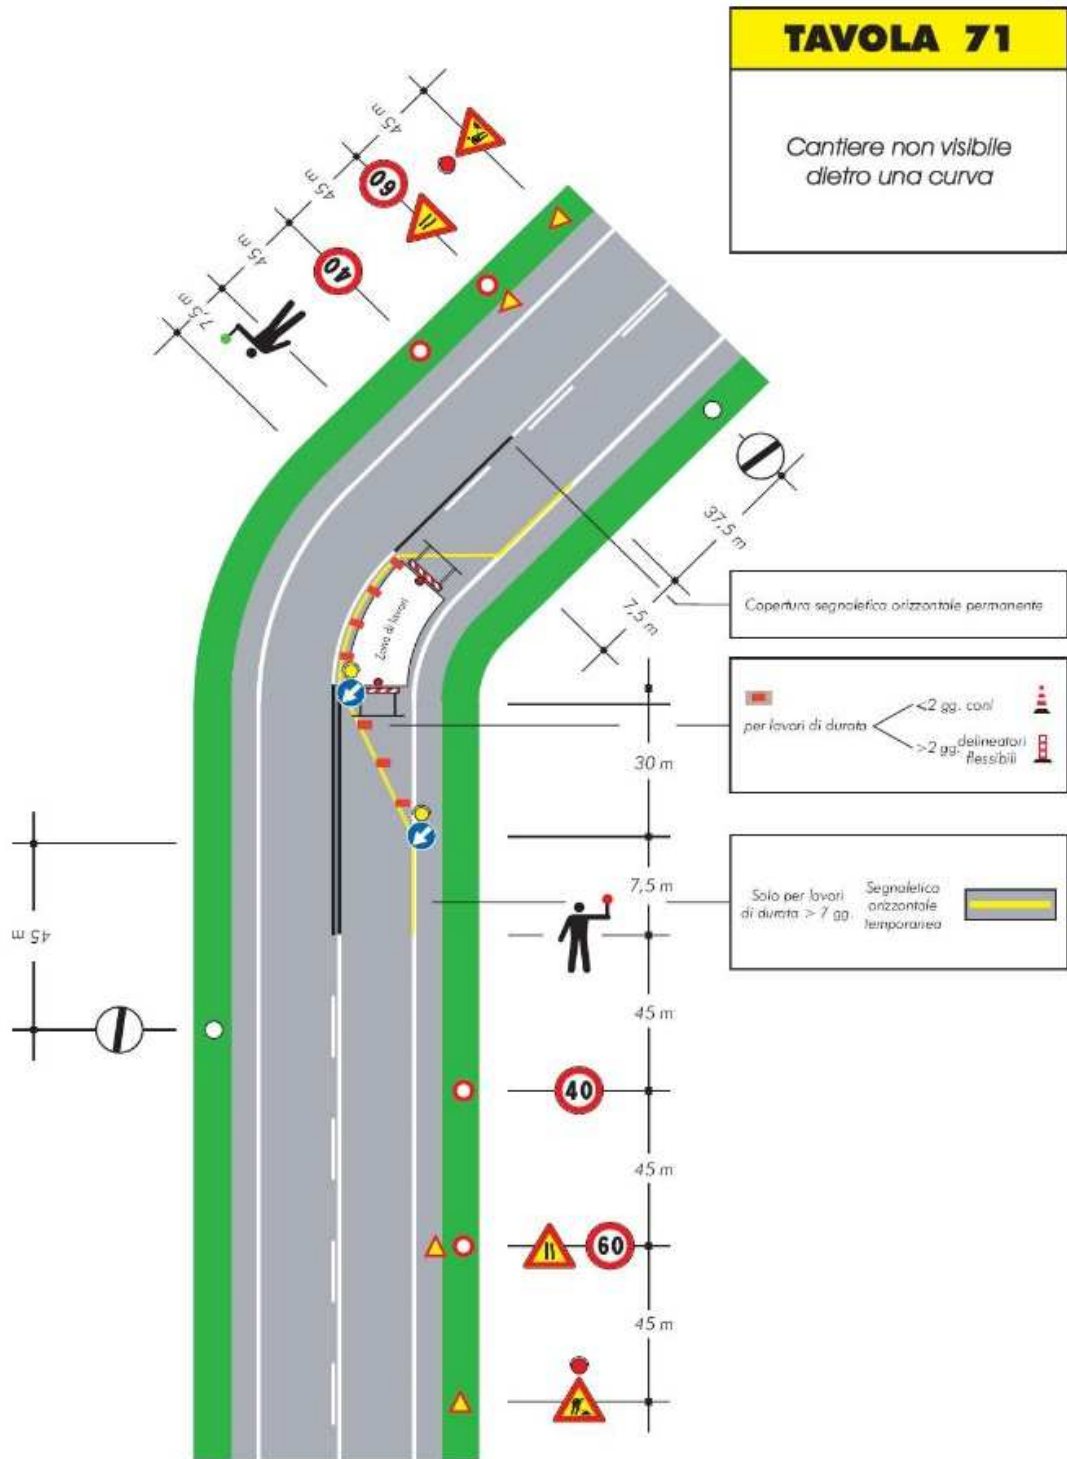 TAVOLA 71
Cantiere non visibile
dietro una curva
45 m
45 m
60
45 m
40
7,5 m
37,5 m
7,5 m
Copertura segnaletica orizzontale permanente
Zona di lavori
per lavori di durata
<2 gg. coni
>2 gg. delineatori
flessibili
30 m
7,5 m
Solo per lavori
di durata > 7 gg.
Segnaletica
orizzontale
temporanea
45 m
45 m
40
45 m
60
45 m